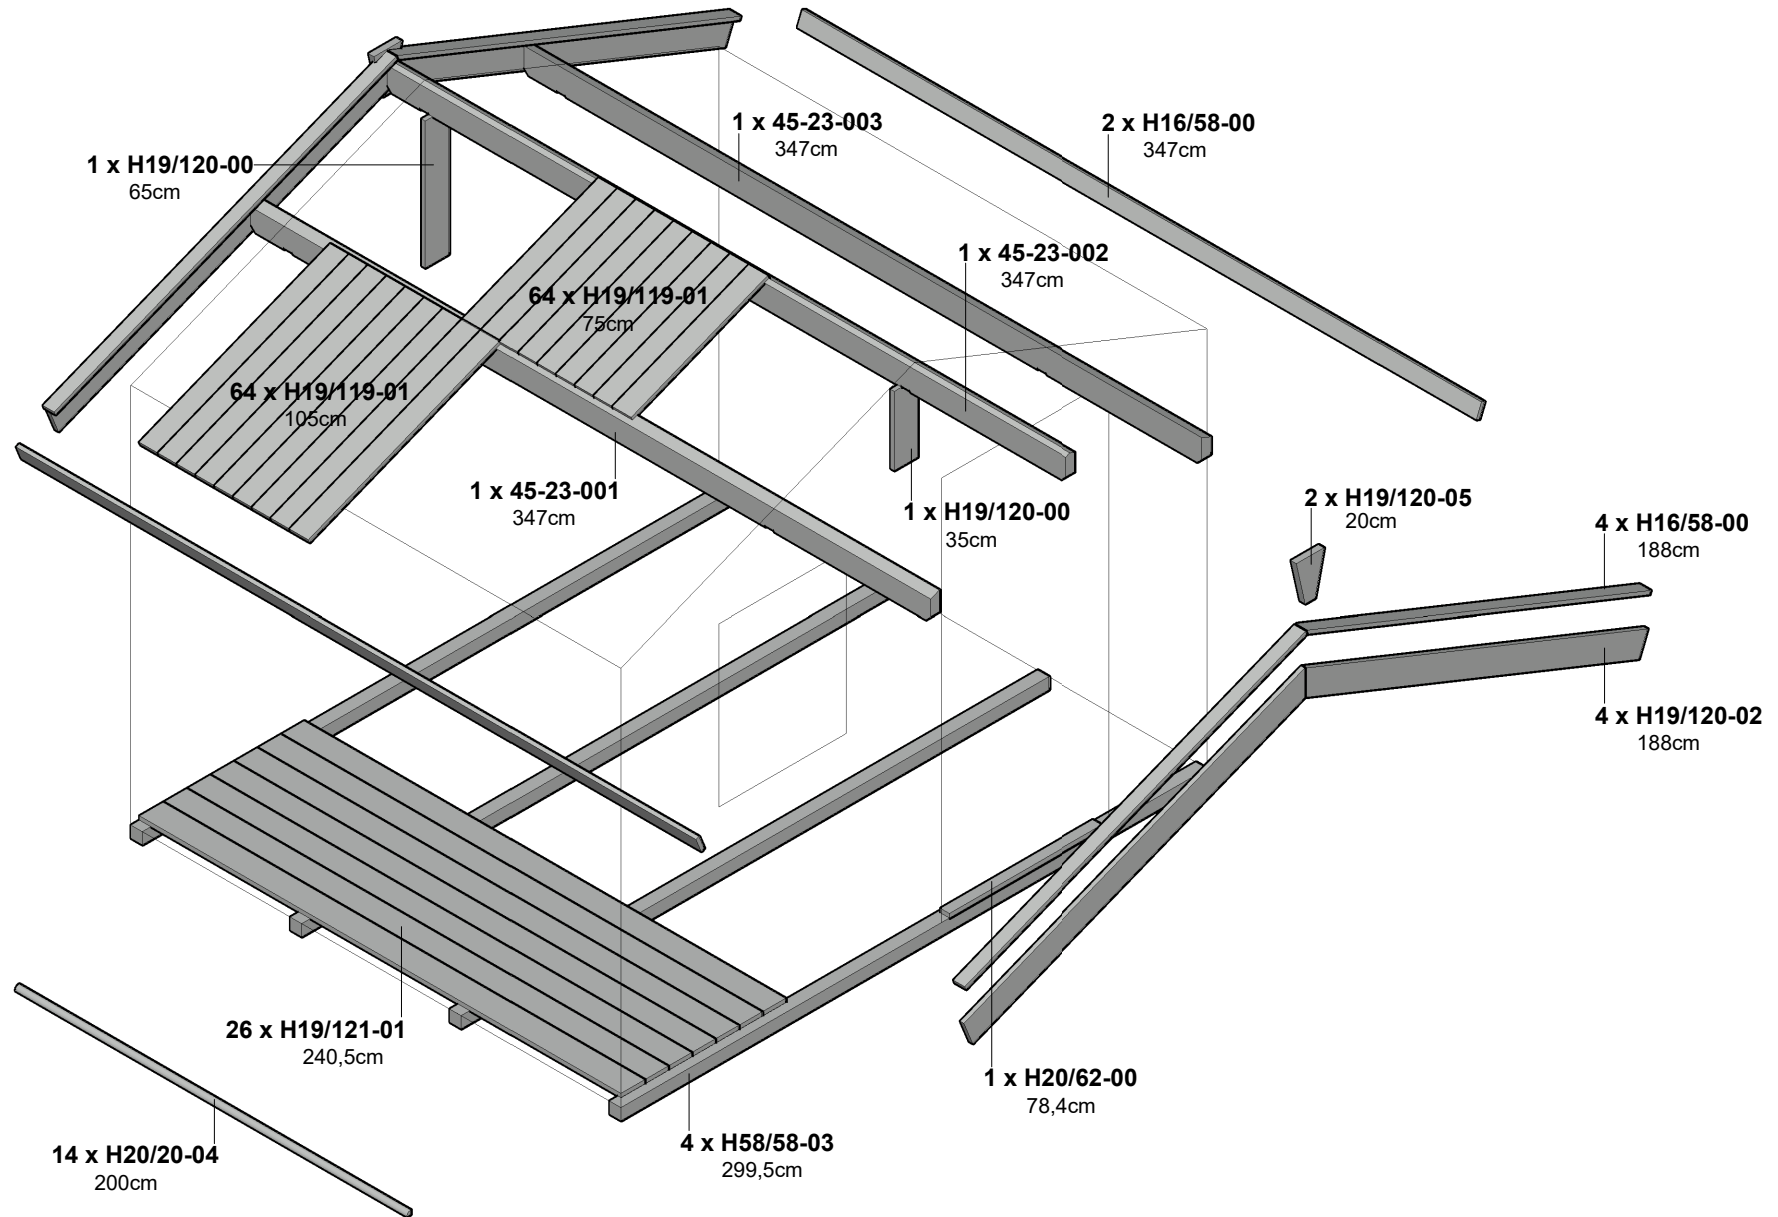 1 x 45-23-003
347cm
2 x H16/58-00
347cm
1 x H19/120-00
65cm
1 x 45-23-002
347cm
64 x H19/119-01
75cm
64 x H19/119-01
105cm
1 x 45-23-001
347cm
1 x H19/120-00
35cm
2 x H19/120-05
20cm
4 x H16/58-00
188cm
4 x H19/120-02
188cm
26 x H19/121-01
240,5cm
1 x H20/62-00
78,4cm
4 x H58/58-03
299,5cm
14 x H20/20-04
200cm